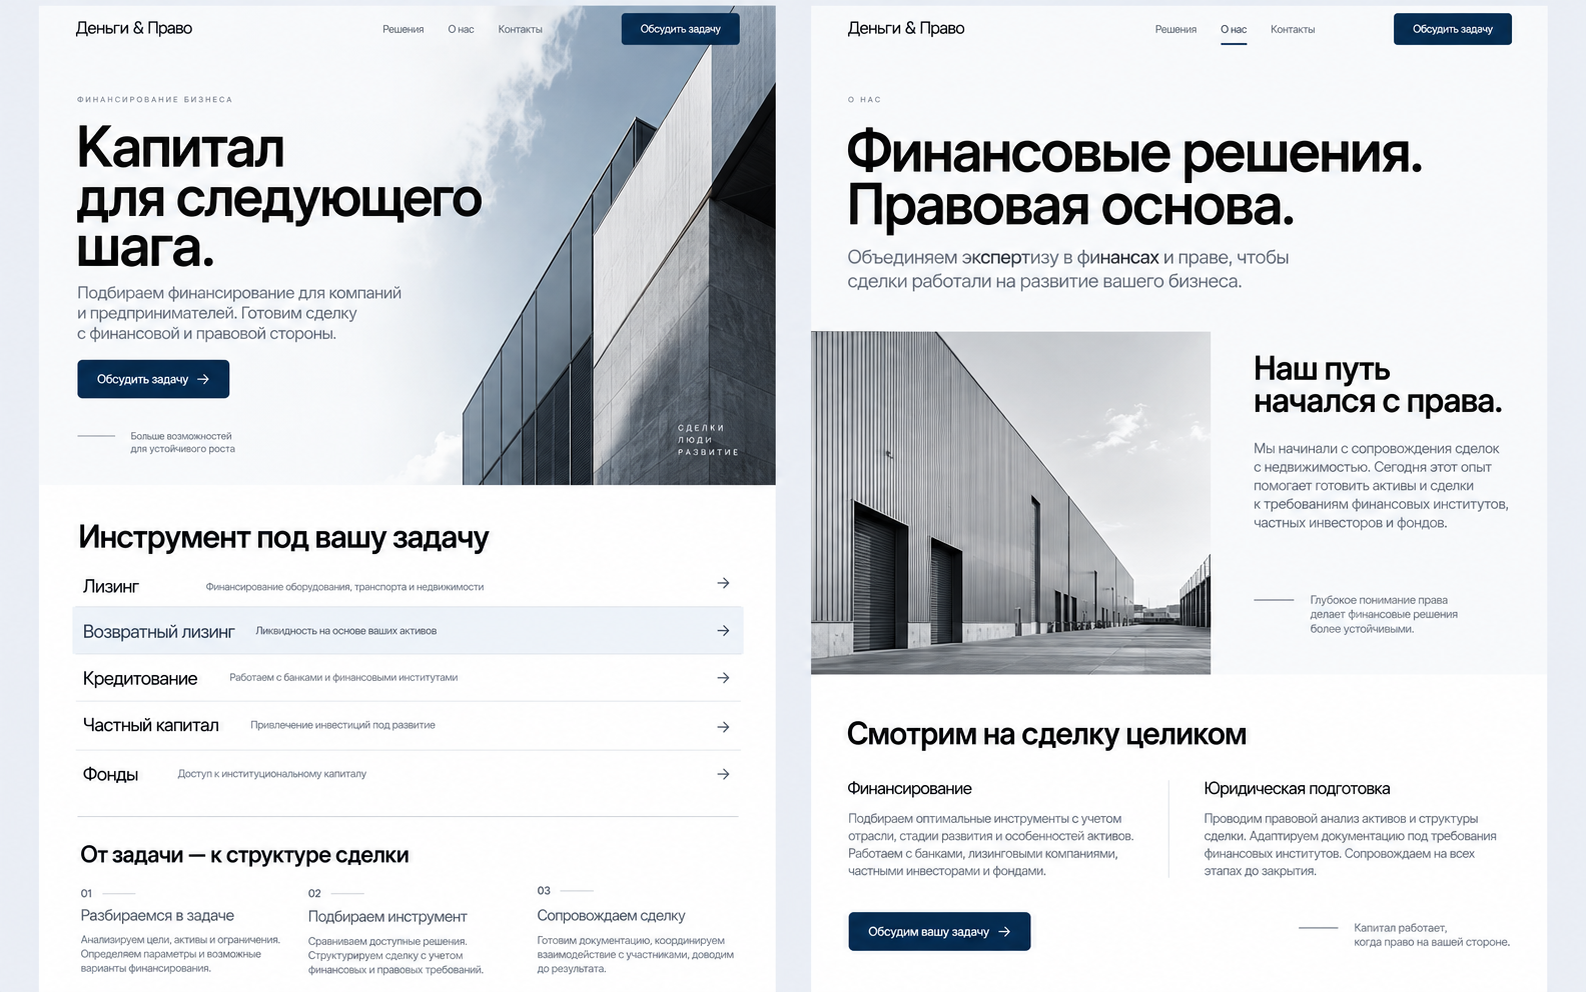 Деньги & Право
Решения
О нас
Контакты
Обсудить задачу
ФИНАНСИРОВАНИЕ БИЗНЕСА
Капитал
для следующего
шага.
Подбираем финансирование для компаний
и предпринимателей. Готовим сделку
с финансовой и правовой стороны.
Обсудить задачу →
Больше возможностей
для устойчивого роста
СДЕЛКИ
ЛЮДИ
РАЗВИТИЕ
Инструмент под вашу задачу
Лизинг Финансирование оборудования, транспорта и недвижимости →
Возвратный лизинг Ликвидность на основе ваших активов →
Кредитование Работаем с банками и финансовыми институтами →
Частный капитал Привлечение инвестиций под развитие →
Фонды Доступ к институциональному капиталу →
От задачи — к структуре сделки
01
Разбираемся в задаче
Анализируем цели, активы и ограничения.
Определяем параметры и возможные
варианты финансирования.
02
Подбираем инструмент
Сравниваем доступные решения.
Структурируем сделку с учетом
финансовых и правовых требований.
03
Сопровождаем сделку
Готовим документацию, координируем
взаимодействие с участниками, доводим
до результата.
Деньги & Право
Решения
О нас
Контакты
Обсудить задачу
О НАС
Финансовые решения.
Правовая основа.
Объединяем экспертизу в финансах и праве, чтобы
сделки работали на развитие вашего бизнеса.
Наш путь
начался с права.
Мы начинали с сопровождения сделок
с недвижимостью. Сегодня этот опыт
помогает готовить активы и сделки
к требованиям финансовых институтов,
частных инвесторов и фондов.
Глубокое понимание права
делает финансовые решения
более устойчивыми.
Смотрим на сделку целиком
Финансирование
Подбираем оптимальные инструменты с учетом
отрасли, стадии развития и особенностей активов.
Работаем с банками, лизинговыми компаниями,
частными инвесторами и фондами.
Юридическая подготовка
Проводим правовой анализ активов и структуры
сделки. Адаптируем документацию под требования
финансовых институтов. Сопровождаем на всех
этапах до закрытия.
Обсудим вашу задачу →
Капитал работает,
когда право на вашей стороне.